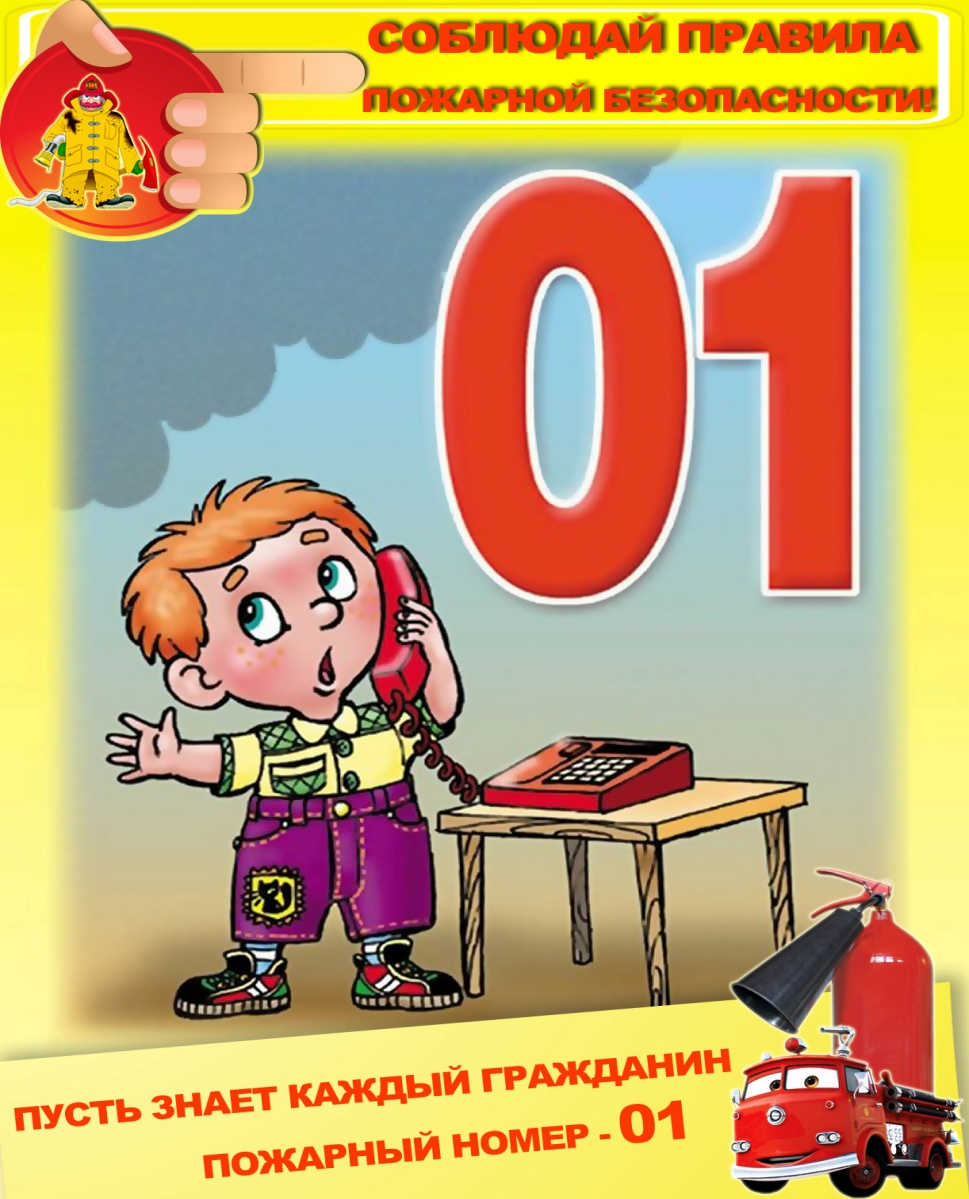 СОБЛЮДАЙ ПРАВИЛА
ПОЖАРНОЙ БЕЗОПАСНОСТИ!
01
ПУСТЬ ЗНАЕТ КАЖДЫЙ ГРАЖДАНИН
ПОЖАРНЫЙ НОМЕР - 01